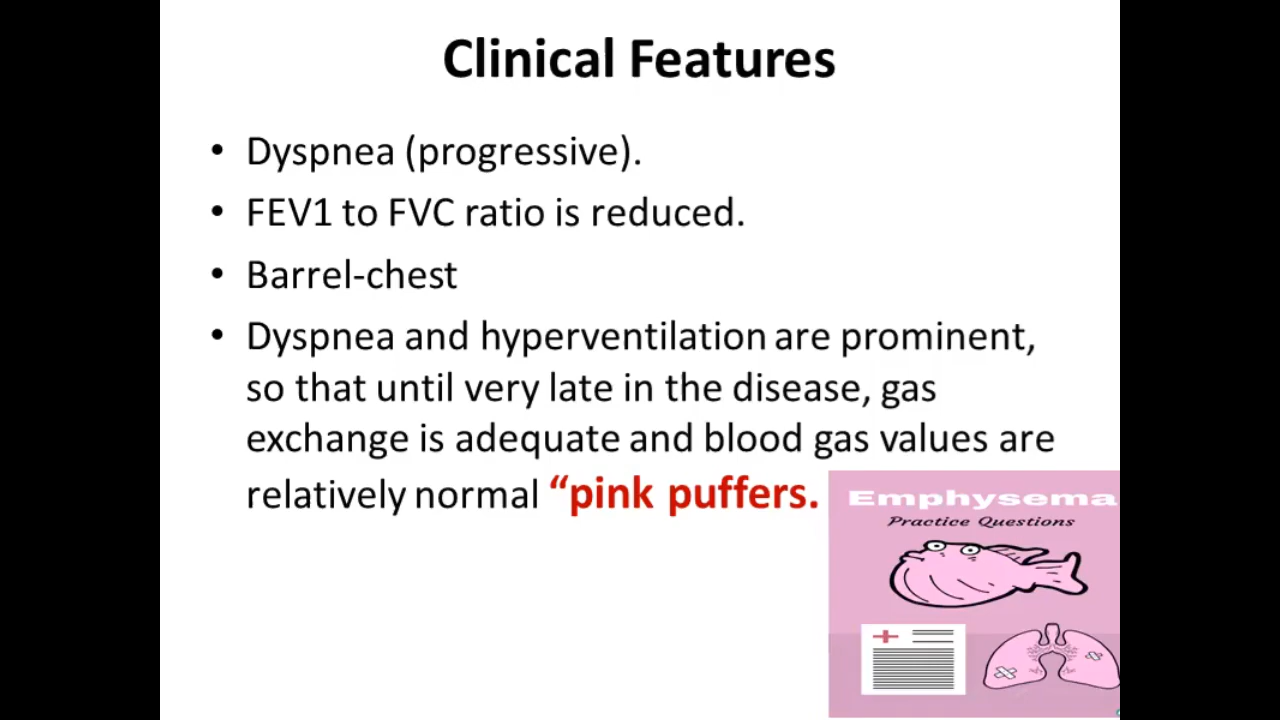 Clinical Features
• Dyspnea (progressive).
• FEV1 to FVC ratio is reduced.
• Barrel-chest
• Dyspnea and hyperventilation are prominent,
so that until very late in the disease, gas
exchange is adequate and blood gas values are
relatively normal “pink puffers.
Emphysema
Practice Questions